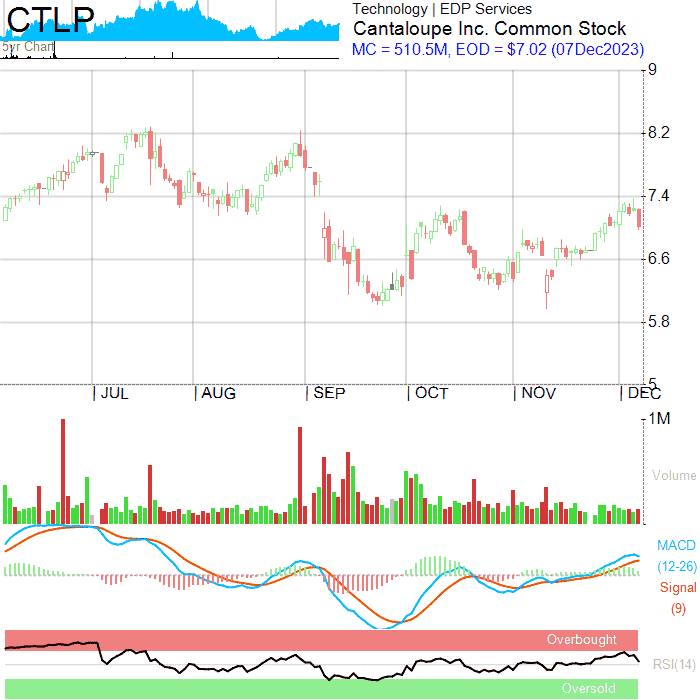 CTLP
5yr Chart
Technology | EDP Services
Cantaloupe Inc. Common Stock
MC = 510.5M, EOD = $7.02 (07Dec2023)
9
8.2
7.4
6.6
5.8
5
JUL AUG SEP OCT NOV DEC
1M
Volume
MACD
(12-26)
Signal
(9)
Overbought
RSI(14)
Oversold